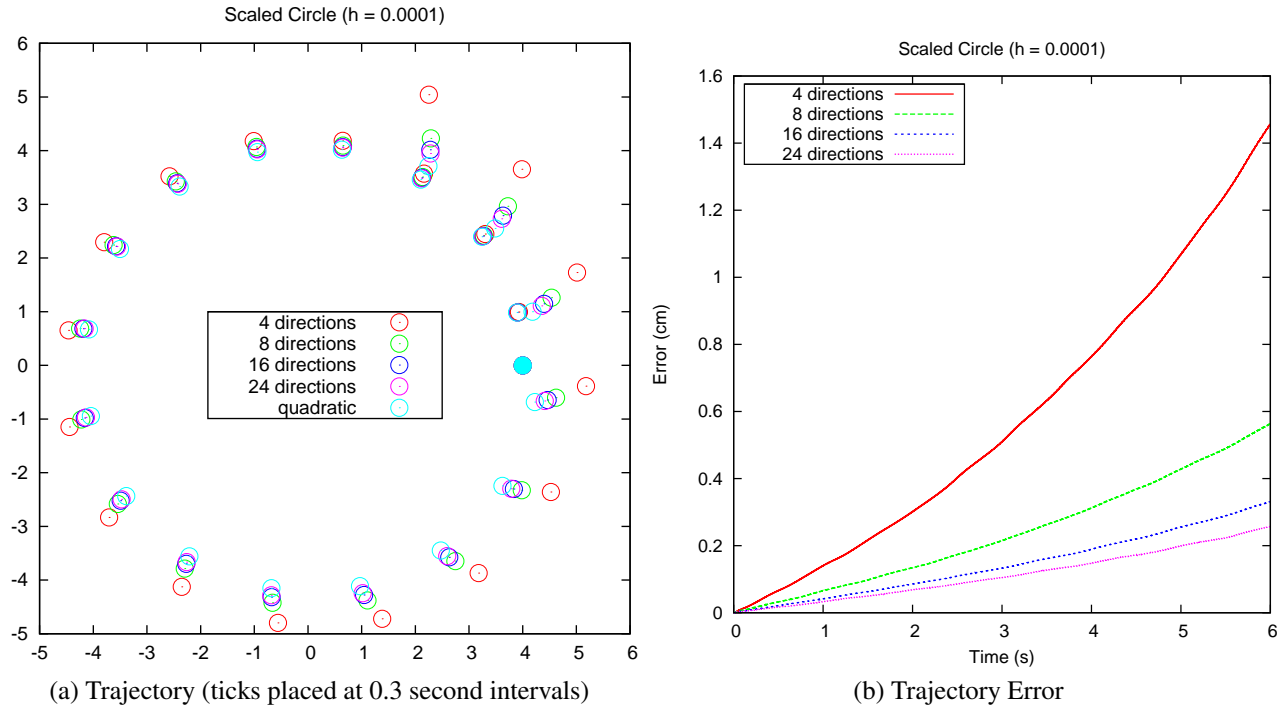 Scaled Circle (h = 0.0001)
6
5
4
3
2
1
0
-1
-2
-3
-4
-5
4 directions
8 directions
16 directions
24 directions
quadratic
-5 -4 -3 -2 -1 0 1 2 3 4 5 6
(a) Trajectory (ticks placed at 0.3 second intervals)
Scaled Circle (h = 0.0001)
1.6
1.4
1.2
1
0.8
0.6
0.4
0.2
0
Error (cm)
4 directions
8 directions
16 directions
24 directions
0 1 2 3 4 5 6
Time (s)
(b) Trajectory Error